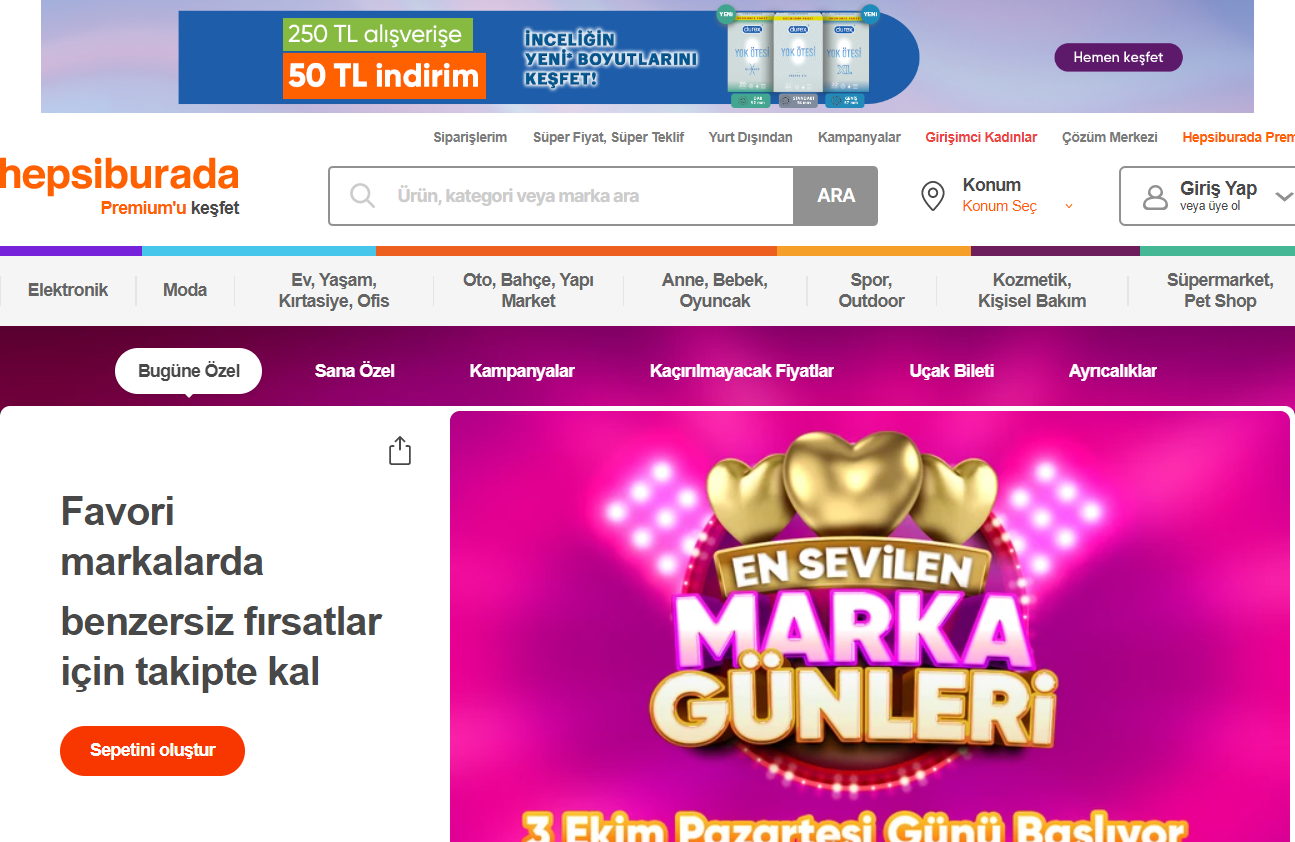 250 TL alışverişe
50 TL indirim
İNCELİĞİN
YENİ BOYUTLARINI
KEŞFET!
YENİ
YENİ
durex
durex
durex
YOK ÖTESİ
YOK ÖTESİ
YOK ÖTESİ
XL
Hemen keşfet
Siparişlerim Süper Fiyat, Süper Teklif Yurt Dışından Kampanyalar Girişimci Kadınlar Çözüm Merkezi Hepsiburada Prem
hepsiburada
Premium'u keşfet
Ürün, kategori veya marka ara
ARA
Konum
Konum Seç
Giriş Yap
veya üye ol
Elektronik
Moda
Ev, Yaşam,
Kırtasiye, Ofis
Oto, Bahçe, Yapı
Market
Anne, Bebek,
Oyuncak
Spor,
Outdoor
Kozmetik,
Kişisel Bakım
Süpermarket,
Pet Shop
Bugüne Özel Sana Özel Kampanyalar Kaçırılmayacak Fiyatlar Uçak Bileti Ayrıcalıklar
Favori
markalarda
benzersiz fırsatlar
için takipte kal
Sepetini oluştur
EN SEVİLEN
MARKA
GÜNLERİ
3 Ekim Pazartesi Günü Başlıyor